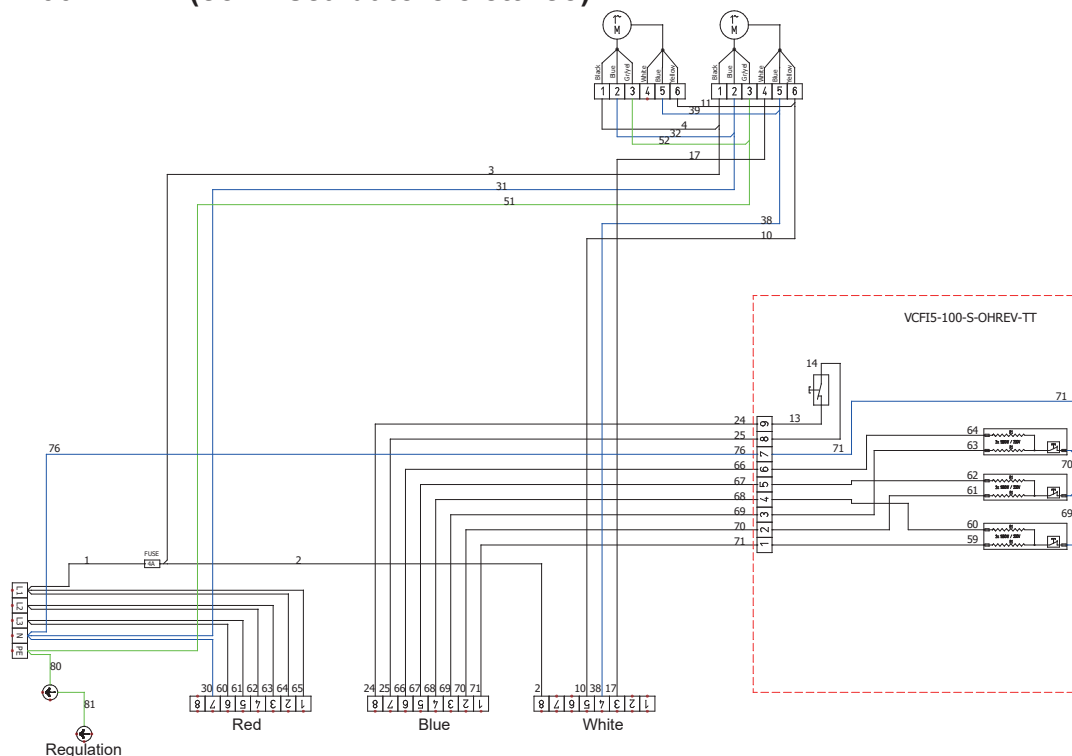 1~
M
1~
M
Black
Blue
Gr/yel
White
Blue
Yellow
Black
Blue
Gr/yel
White
Blue
Yellow
1 2 3 4 5 6
1 2 3 4 5 6
11
39
4
32
52
17
3
31
51
38
10
VCFI5-100-S-OHREV-TT
14
71
24
9
13
25
8
76
76
7
71
64
66
6
63
67
5
62
70
68
4
61
69
3
69
70
2
60
71
1
59
FUSE
4A
1
2
L1
L2
L3
N
PE
80
81
Regulation
30 60 61 62 63 64 65
8 7 6 5 4 3 2 1
Red
24 25 66 67 68 69 70 71
8 7 6 5 4 3 2 1
Blue
2 10 38 17
8 7 6 5 4 3 2 1
White